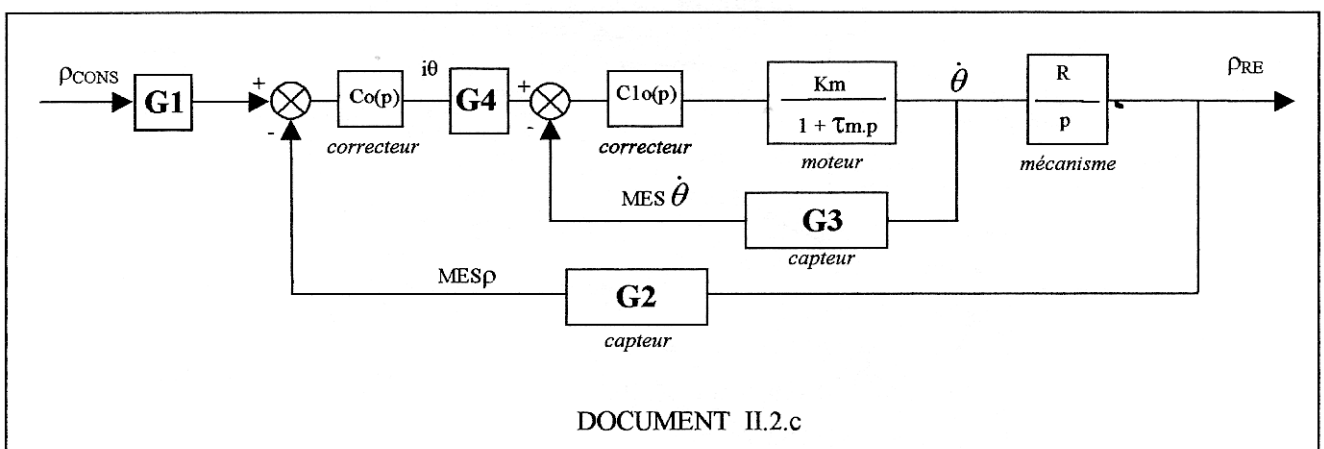 ρCONS
G1
+
-
Co(p)
correcteur
iθ
G4
+
-
C1o(p)
correcteur
Km
1 + τm.p
moteur
θ̇
R
p
mécanisme
ρRE
MES θ̇
G3
capteur
MESρ
G2
capteur
DOCUMENT II.2.c